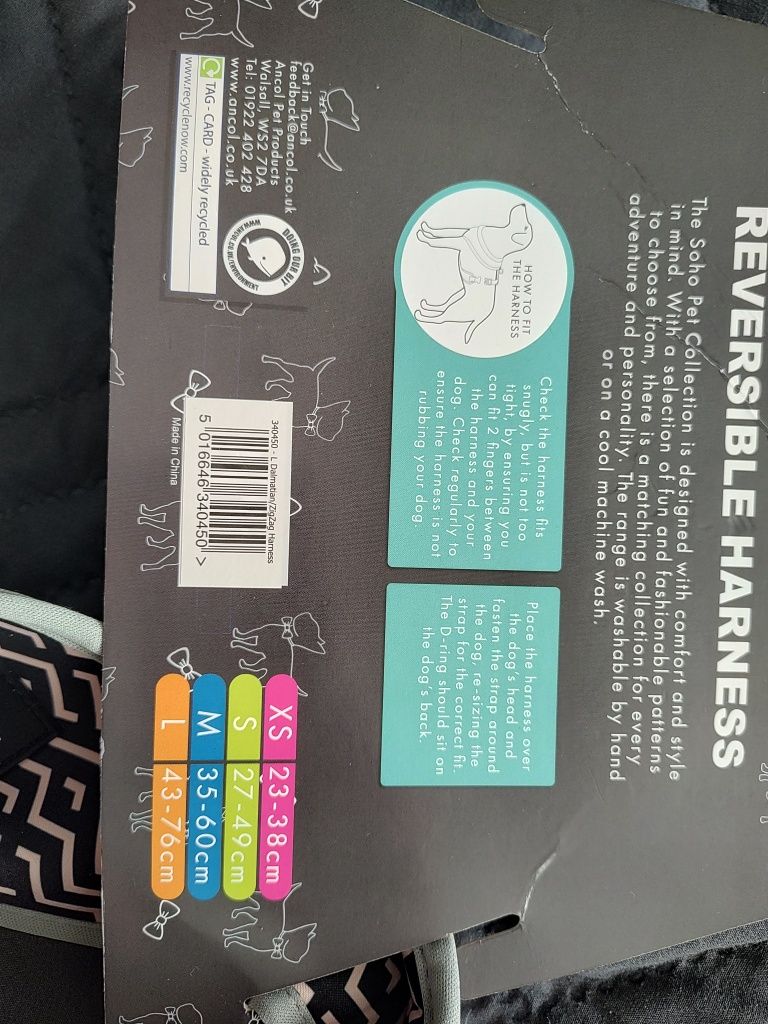 REVERSIBLE HARNESS
The Soho Pet Collection is designed with comfort and style
in mind. With a selection of fun and fashionable patterns
to choose from, there is a matching collection for every
adventure and personality. The range is washable by hand
or on a cool machine wash.
HOW TO FIT
THE HARNESS
Check the harness fits
snugly, but is not too
tight, by ensuring you
can fit 2 fingers between
the harness and your
dog. Check regularly to
ensure the harness is not
rubbing your dog.
Place the harness over
the dog's head and
fasten the strap around
the dog, re-sizing the
strap for the correct fit.
The D-ring should sit on
the dog's back.
Get in Touch
feedback@ancol.co.uk
Ancol Pet Products
Walsall, WS2 7DA
Tel: 01922 402 428
www.ancol.co.uk
TAG - CARD - widely recycled
www.recyclenow.com
DOING OUR BIT
340450 - L Dalmatian/ZigZag Harness
5 016646 340450 >
Made in China
XS 23-38cm
S 27-49cm
M 35-60cm
L 43-76cm